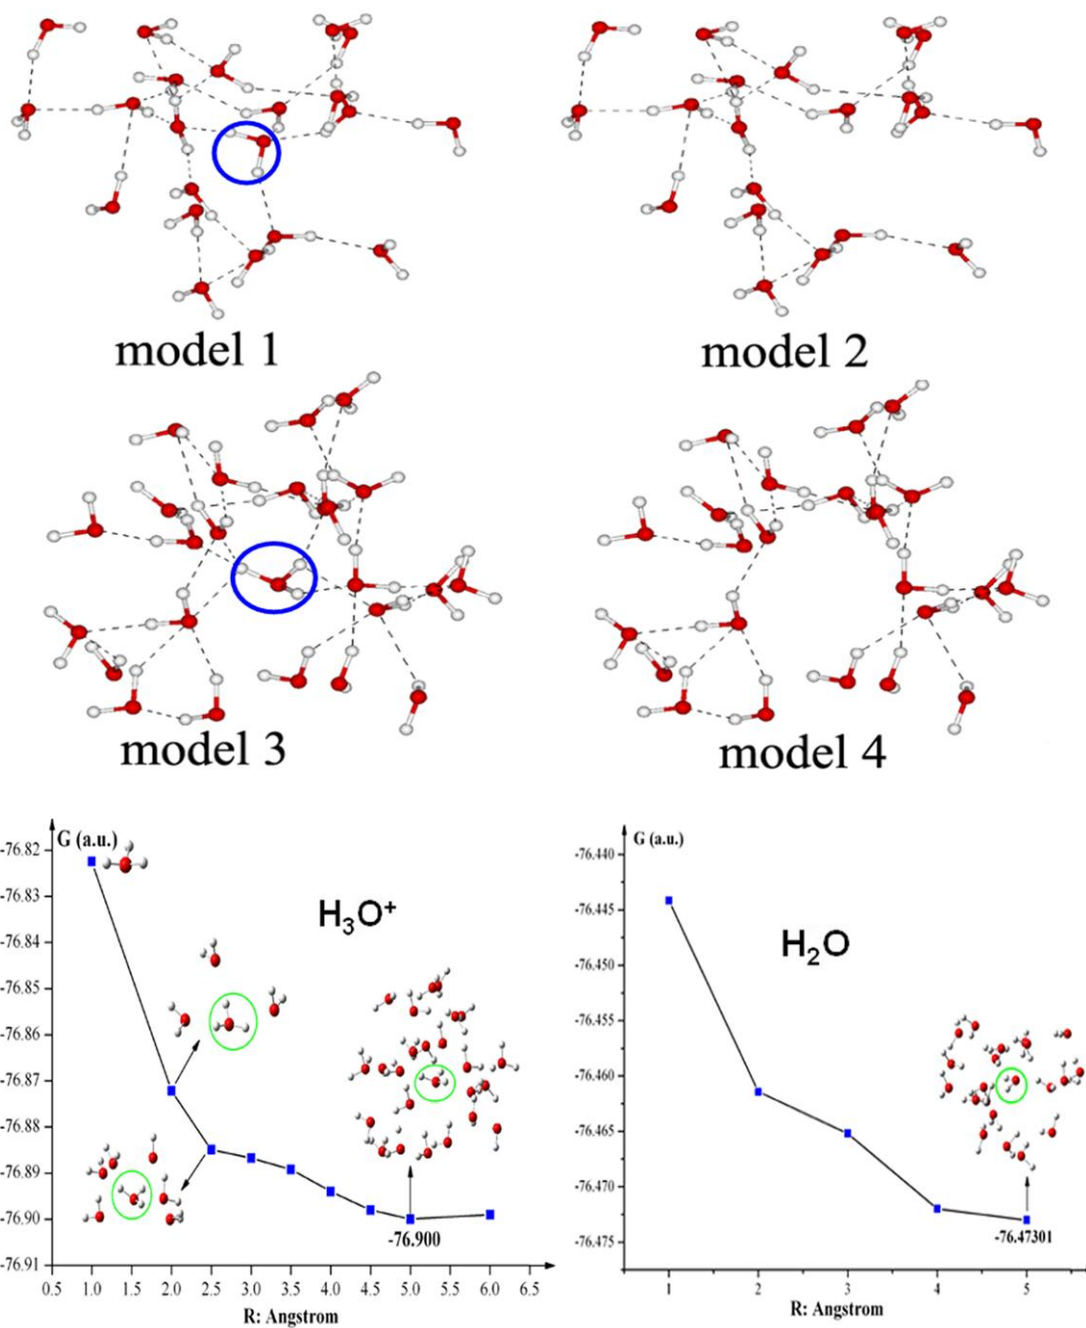 model 1
model 2
model 3
model 4
G (a.u.)
-76.82
-76.83
-76.84
-76.85
-76.86
-76.87
-76.88
-76.89
-76.90
-76.91
H₃O⁺
-76.900
0.5 1.0 1.5 2.0 2.5 3.0 3.5 4.0 4.5 5.0 5.5 6.0 6.5
R: Angstrom
G (a.u.)
-76.440
-76.445
-76.450
-76.455
-76.460
-76.465
-76.470
-76.475
H₂O
-76.47301
1 2 3 4 5
R: Angstrom